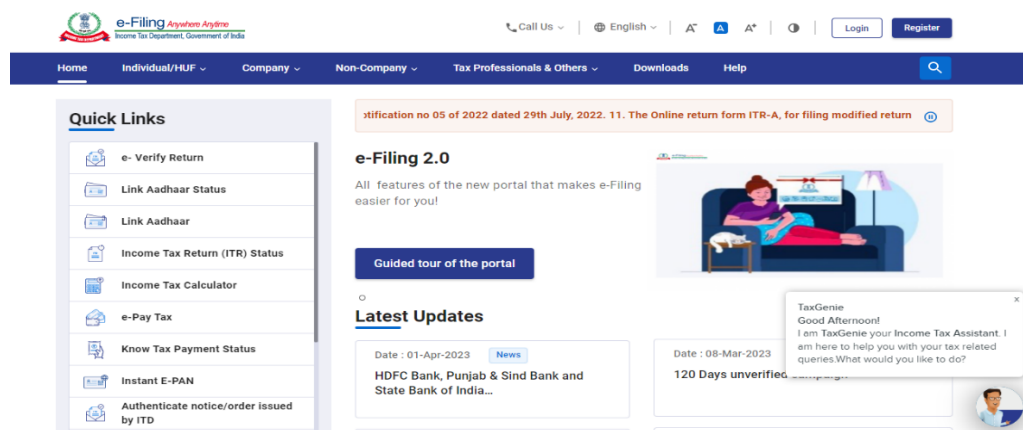 e-Filing Anywhere Anytime
Income Tax Department, Government of India
Call Us
English
A-
A
A+
Login
Register
Home
Individual/HUF
Company
Non-Company
Tax Professionals & Others
Downloads
Help
Quick Links
e- Verify Return
Link Aadhaar Status
Link Aadhaar
Income Tax Return (ITR) Status
Income Tax Calculator
e-Pay Tax
Know Tax Payment Status
Instant E-PAN
Authenticate notice/order issued
by ITD
otification no 05 of 2022 dated 29th July, 2022. 11. The Online return form ITR-A, for filing modified return
e-Filing 2.0
All features of the new portal that makes e-Filing
easier for you!
Guided tour of the portal
Latest Updates
Date : 01-Apr-2023 News
HDFC Bank, Punjab & Sind Bank and
State Bank of India...
Date : 08-Mar-2023
120 Days unverified campaign
x
TaxGenie
Good Afternoon!
I am TaxGenie your Income Tax Assistant. I
am here to help you with your tax related
queries.What would you like to do?